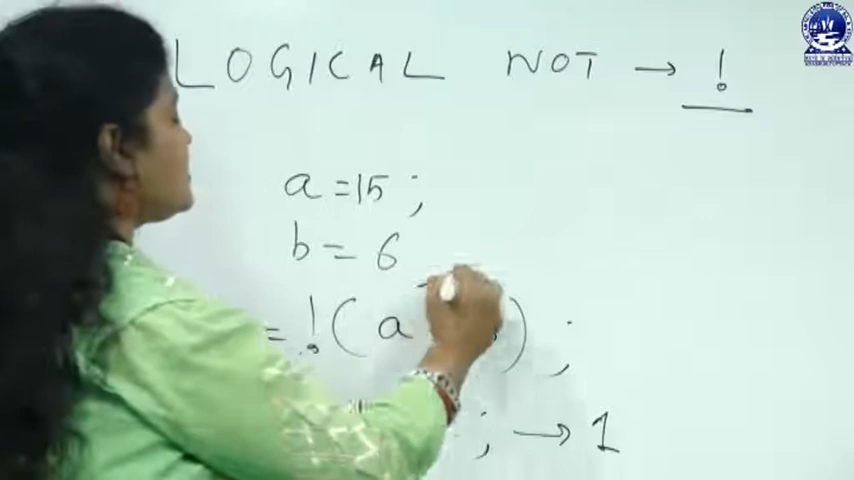 LOGICAL NOT → !
a = 15 ;
b = 6
= ! ( a ) ;
; → 1